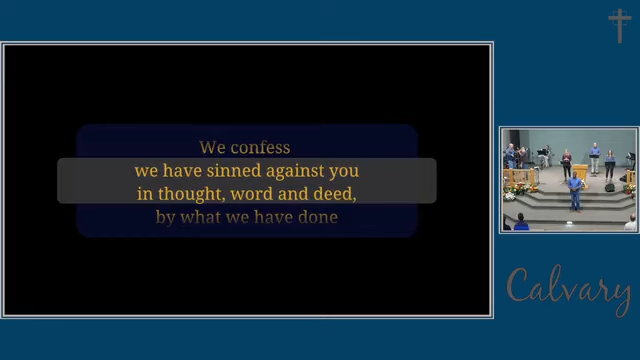 We confess
we have sinned against you
in thought, word and deed,
by what we have done
Calvary